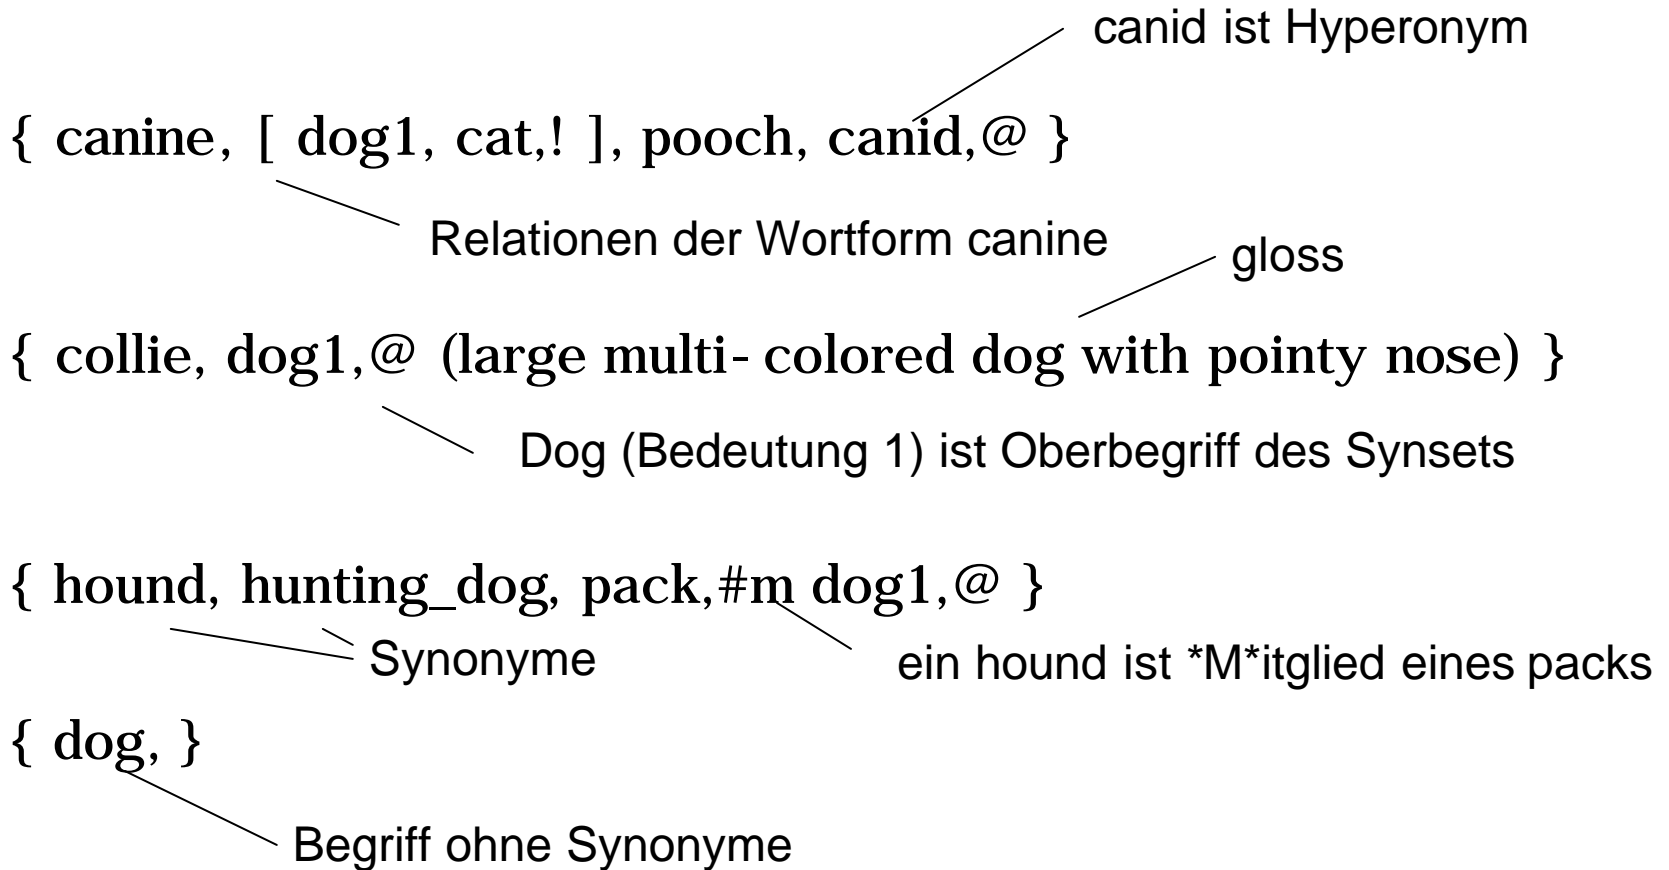 canid ist Hyperonym
{ canine, [ dog1, cat,! ], pooch, canid,@ }
Relationen der Wortform canine
gloss
{ collie, dog1,@ (large multi-colored dog with pointy nose) }
Dog (Bedeutung 1) ist Oberbegriff des Synsets
{ hound, hunting_dog, pack,#m dog1,@ }
Synonyme
ein hound ist *M*itglied eines packs
{ dog, }
Begriff ohne Synonyme